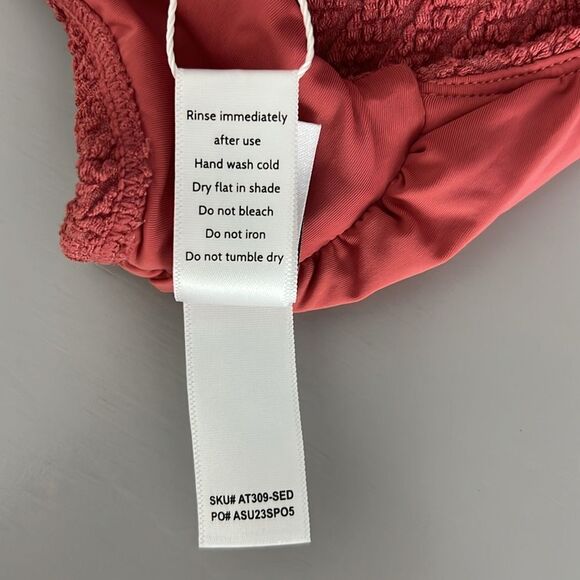 Rinse immediately
after use
Hand wash cold
Dry flat in shade
Do not bleach
Do not iron
Do not tumble dry
SKU# AT309-SED
PO# ASU23SPO5